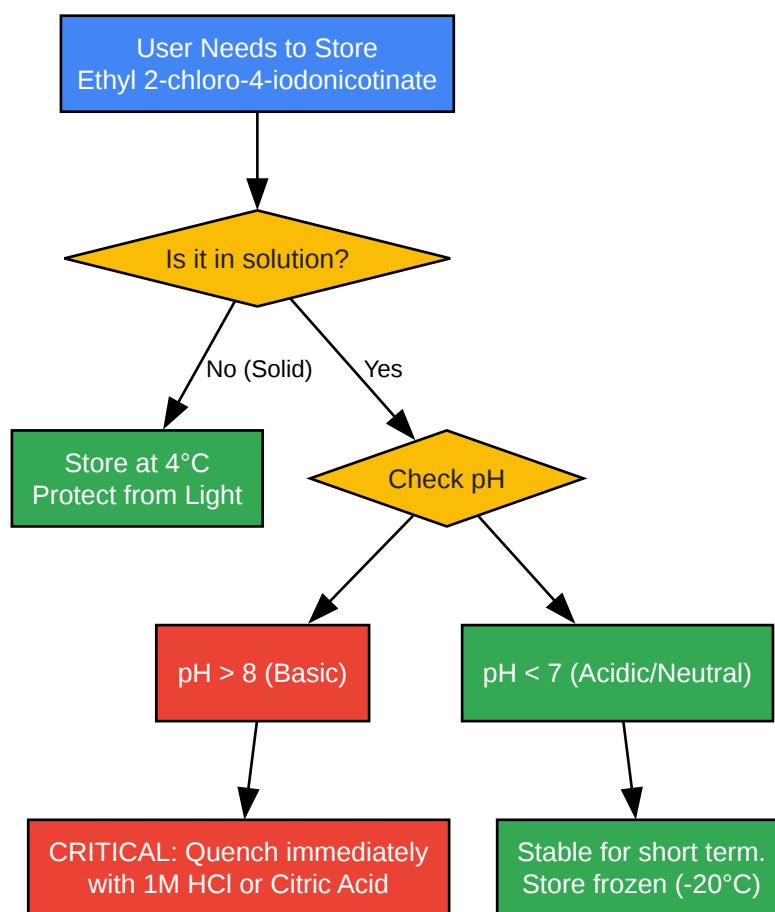 User Needs to Store
Ethyl 2-chloro-4-iodonicotinate
Is it in solution?
No (Solid)
Yes
Store at 4°C
Protect from Light
Check pH
pH > 8 (Basic)
pH < 7 (Acidic/Neutral)
CRITICAL: Quench immediately
with 1M HCl or Citric Acid
Stable for short term.
Store frozen (-20°C)